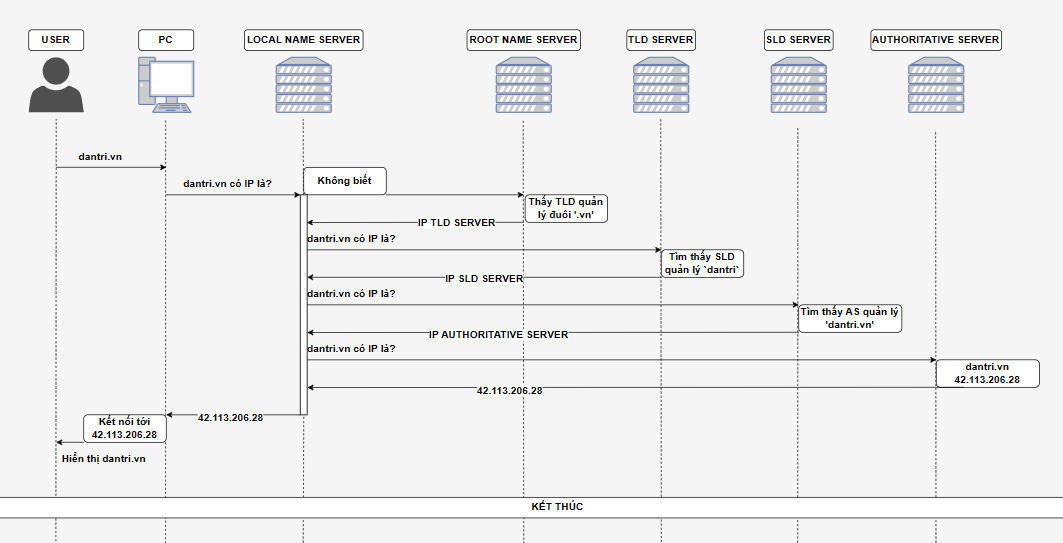 USER
PC
LOCAL NAME SERVER
ROOT NAME SERVER
TLD SERVER
SLD SERVER
AUTHORITATIVE SERVER
dantri.vn
dantri.vn có IP là?
Không biết
Thấy TLD quản
lý đuôi '.vn'
IP TLD SERVER
dantri.vn có IP là?
Tìm thấy SLD
quản lý `dantri`
IP SLD SERVER
dantri.vn có IP là?
Tìm thấy AS quản lý
'dantri.vn'
IP AUTHORITATIVE SERVER
dantri.vn có IP là?
dantri.vn
42.113.206.28
42.113.206.28
42.113.206.28
Kết nối tới
42.113.206.28
Hiển thị dantri.vn
KẾT THÚC